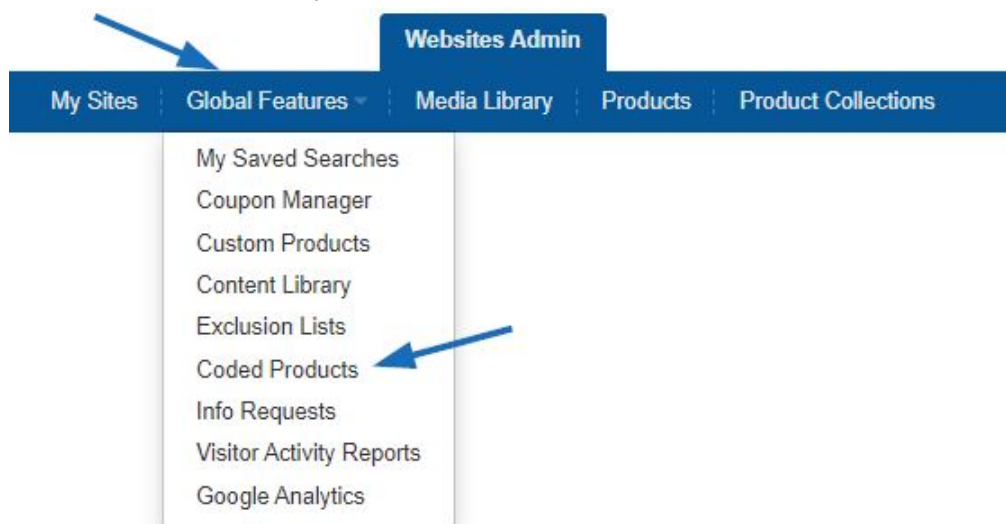 Websites Admin
My Sites Global Features Media Library Products Product Collections
My Saved Searches
Coupon Manager
Custom Products
Content Library
Exclusion Lists
Coded Products
Info Requests
Visitor Activity Reports
Google Analytics